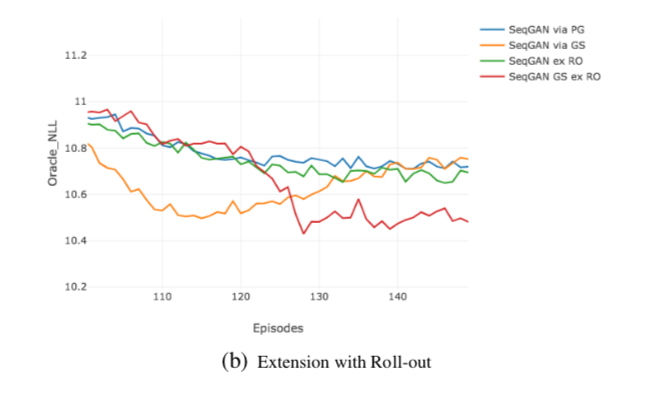 SeqGAN via PG
SeqGAN via GS
SeqGAN ex RO
SeqGAN GS ex RO
11.2
11
10.8
10.6
10.4
10.2
Oracle_NLL
110 120 130 140
Episodes
(b) Extension with Roll-out